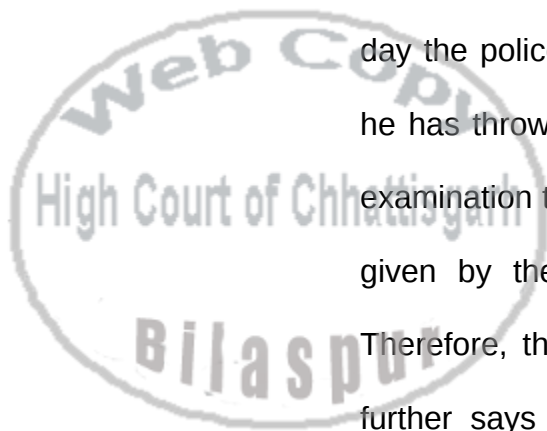 Web Copy
day the polic
he has throw
High Court of Chhattisgarh
examination t
given by the
Bilaspur
Therefore, th
further says